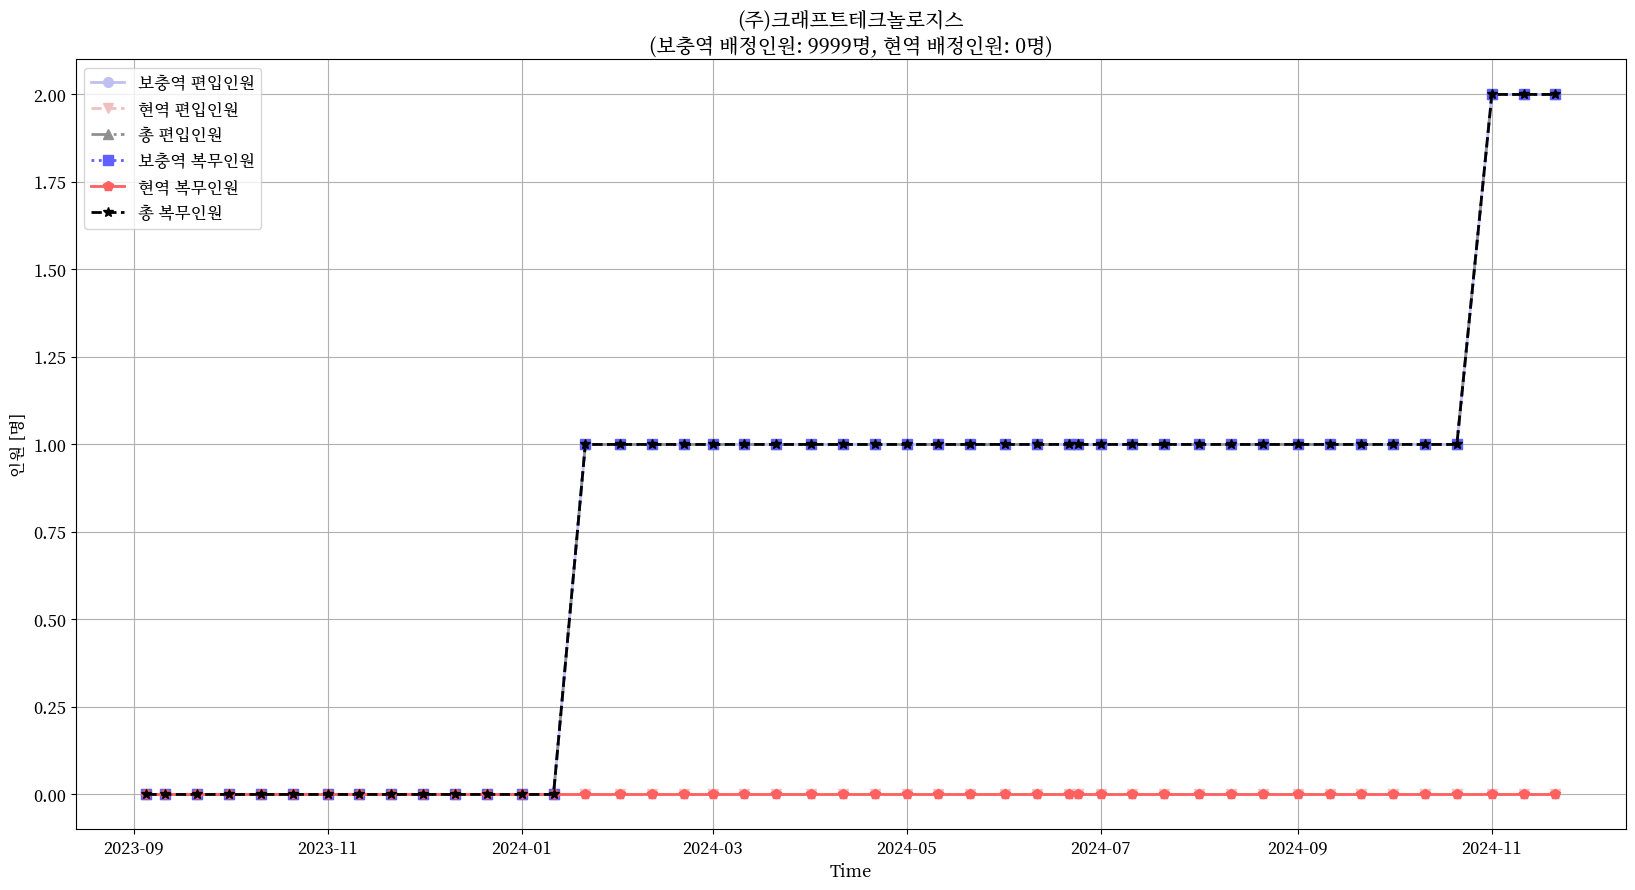 (주)크래프트테크놀로지스
(보충역 배정인원: 9999명, 현역 배정인원: 0명)
보충역 편입인원
현역 편입인원
총 편입인원
보충역 복무인원
현역 복무인원
총 복무인원
2.00
1.75
1.50
1.25
1.00
0.75
0.50
0.25
0.00
인원 [명]
2023-09
2023-11
2024-01
2024-03
2024-05
2024-07
2024-09
2024-11
Time